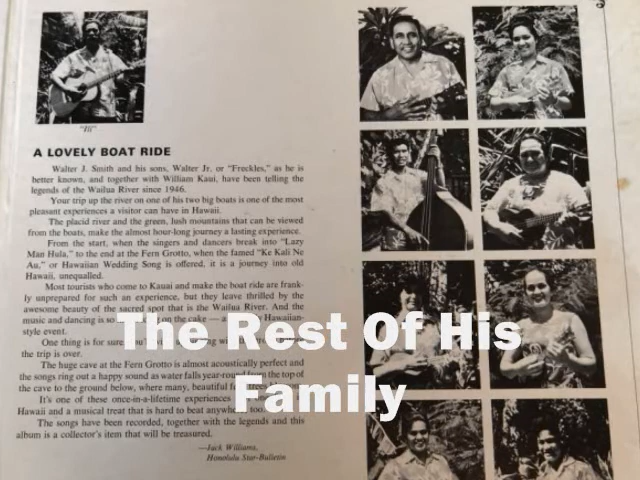 "Ili"
A LOVELY BOAT RIDE
Walter J. Smith and his sons, Walter Jr. or "Freckles," as he is
better known, and together with William Kaui, have been telling the
legends of the Wailua River since 1946.
Your trip up the river on one of his two big boats is one of the most
pleasant experiences a visitor can have in Hawaii.
The placid river and the green, lush mountains that can be viewed
from the boats, make the almost hour-long journey a lasting experience.
From the start, when the singers and dancers break into "Lazy
Man Hula," to the end at the Fern Grotto, when the famed "Ke Kali Ne
Au," or Hawaiian Wedding Song is offered, it is a journey into old
Hawaii, unequalled.
Most tourists who come to Kauai and make the boat ride are frank-
ly unprepared for such an experience, but they leave thrilled by the
awesome beauty of the sacred spot that is the Wailua River. And the
music and dancing is so on the cake — a Hawaiian-
style event.
One thing is for sure,
the trip is over.
The huge cave at the Fern Grotto is almost acoustically perfect and
the songs ring out a happy sound as water falls year-round from the top of
the cave to the ground below, where many, beautiful
It's one of these once-in-a-lifetime experiences
Hawaii and a musical treat that is hard to beat too.
The songs have been recorded, together with the legends and this
album is a collector's item that will be treasured.
—Jack Williams,
Honolulu Star-Bulletin
The Rest Of His
Family